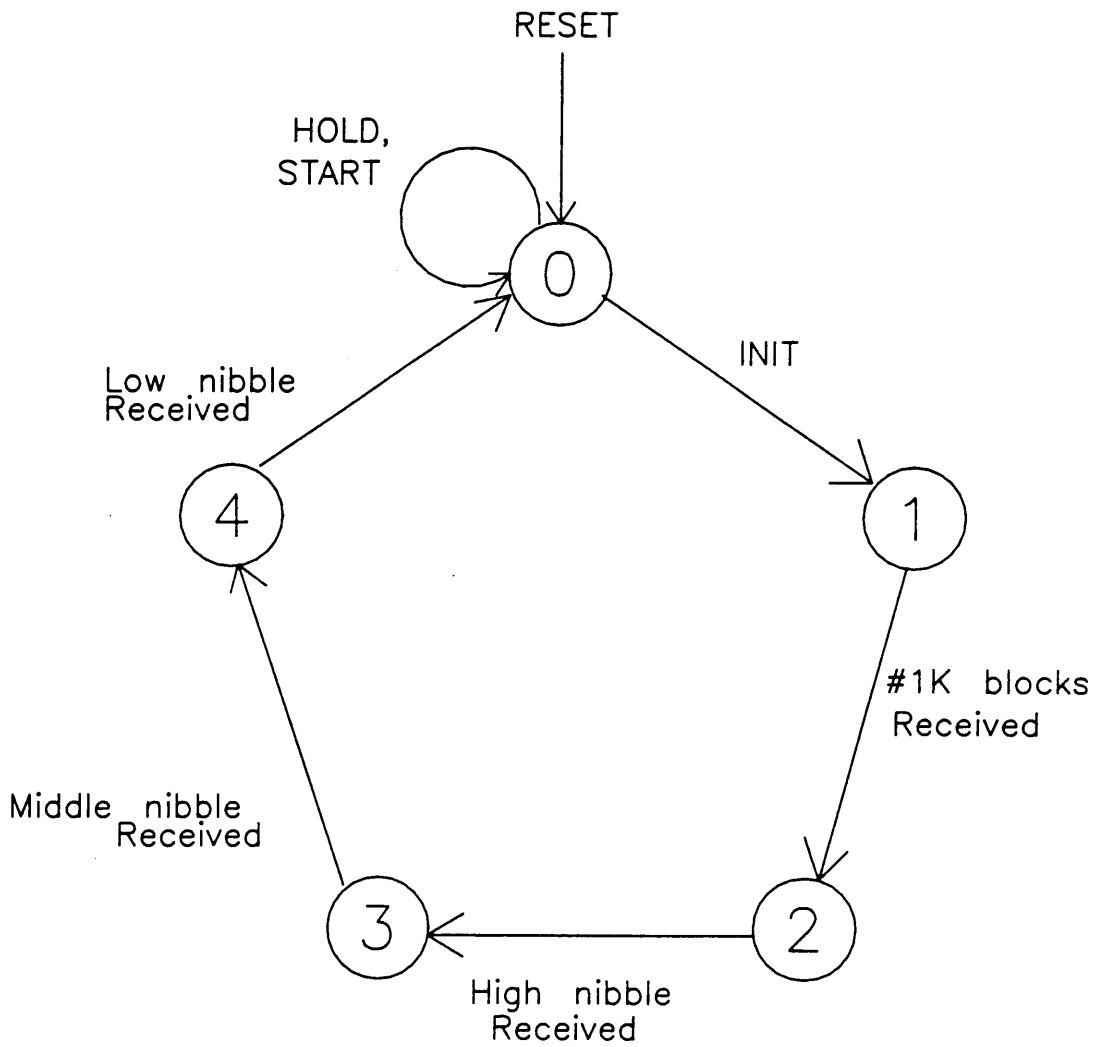 RESET
HOLD,
START
0
INIT
Low nibble
Received
4
1
#1K blocks
Received
Middle nibble
Received
3
2
High nibble
Received